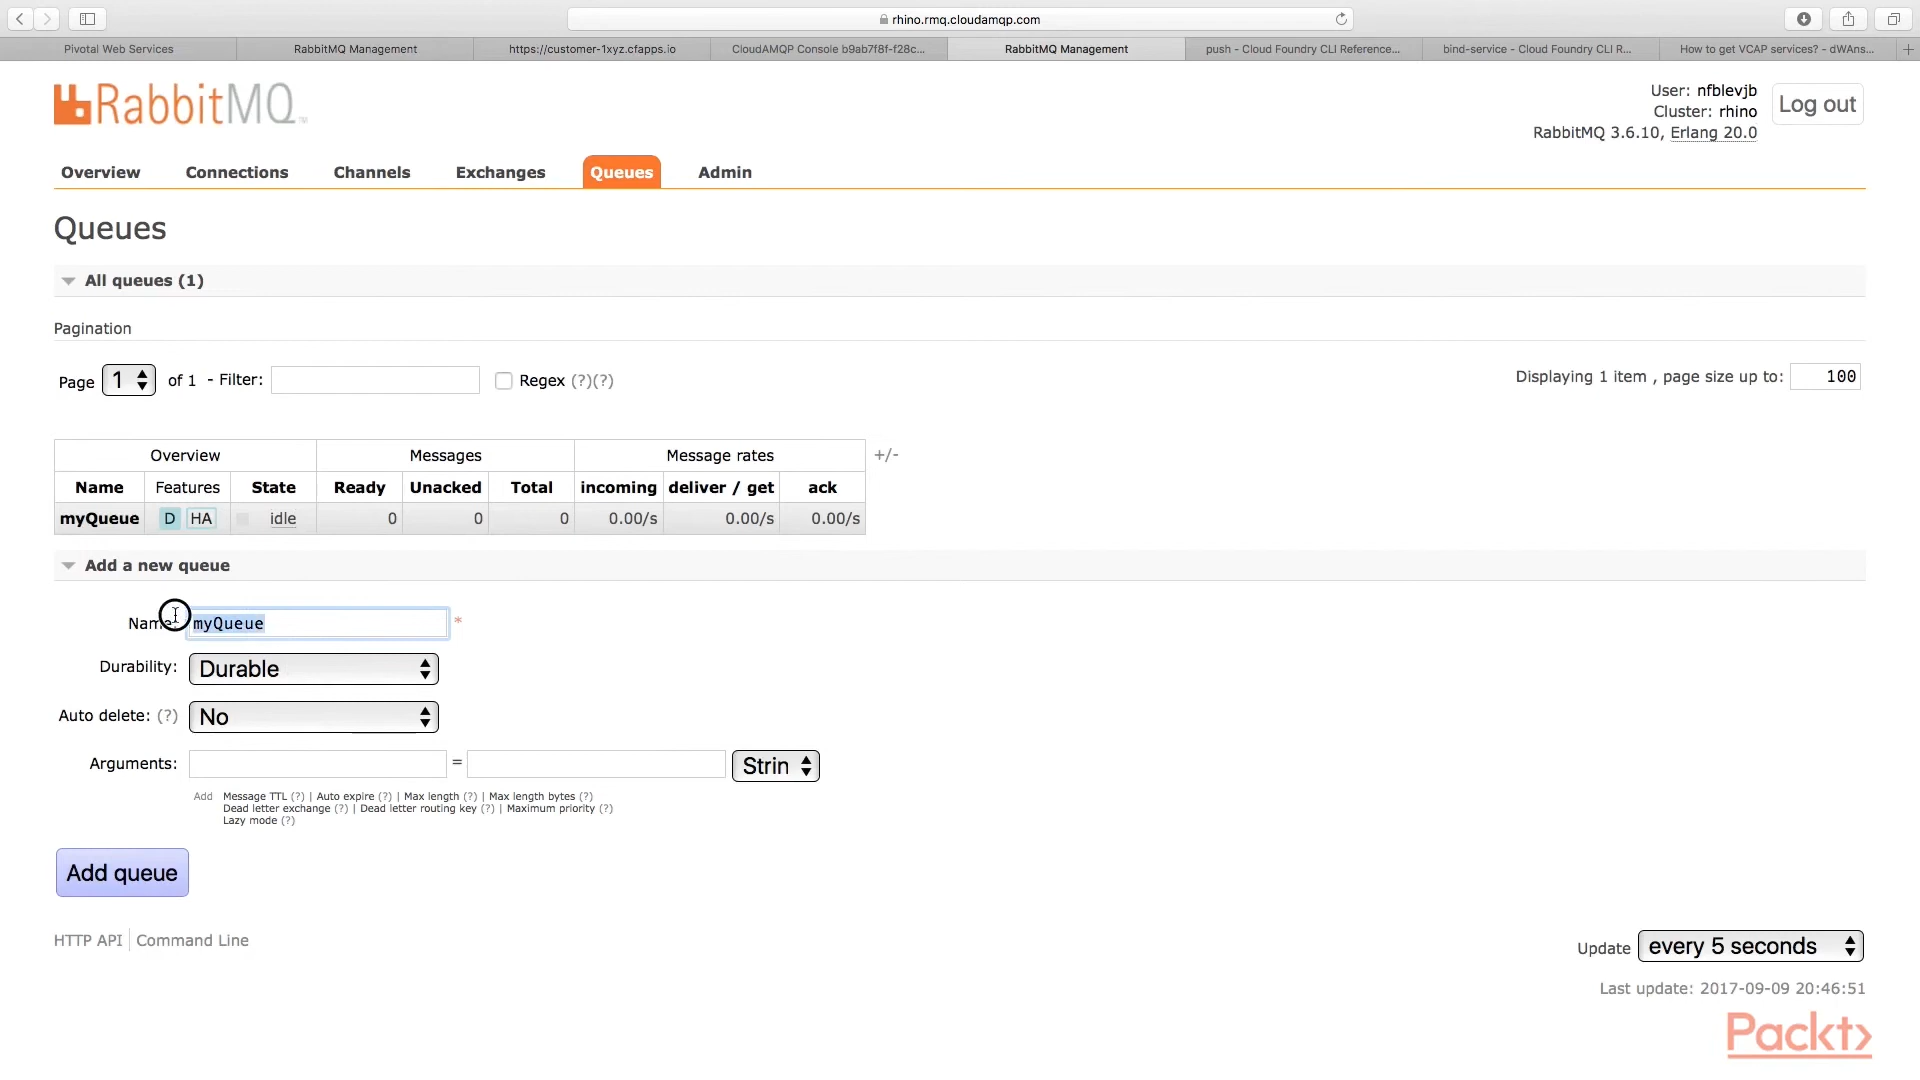 rhino.rmq.cloudamqp.com
Pivotal Web Services
RabbitMQ Management
https://customer-1xyz.cfapps.io
CloudAMQP Console b9ab7f8f-f28c...
RabbitMQ Management
push - Cloud Foundry CLI Reference...
bind-service - Cloud Foundry CLI R...
How to get VCAP services? - dWAns...
RabbitMQ™
User: nfblevjb
Cluster: rhino
RabbitMQ 3.6.10, Erlang 20.0
Log out
Overview
Connections
Channels
Exchanges
Queues
Admin
Queues
All queues (1)
Pagination
Page 1 of 1 - Filter: Regex (?)(?)
Displaying 1 item , page size up to: 100
Overview Messages Message rates +/-
Name Features State Ready Unacked Total incoming deliver / get ack
myQueue D HA idle 0 0 0 0.00/s 0.00/s 0.00/s
Add a new queue
Name: myQueue *
Durability: Durable
Auto delete: (?) No
Arguments: = Strin
Add Message TTL (?) | Auto expire (?) | Max length (?) | Max length bytes (?)
Dead letter exchange (?) | Dead letter routing key (?) | Maximum priority (?)
Lazy mode (?)
Add queue
HTTP API Command Line
Update every 5 seconds
Last update: 2017-09-09 20:46:51
Packt>